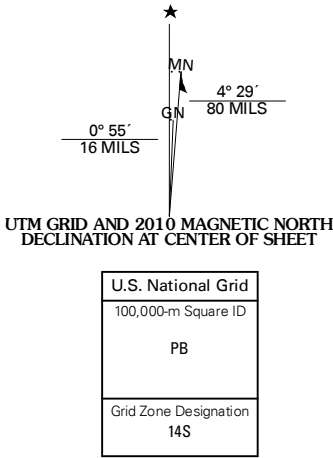 MN
4° 29´
80 MILS
GN
0° 55´
16 MILS
UTM GRID AND 2010 MAGNETIC NORTH
DECLINATION AT CENTER OF SHEET
U.S. National Grid
100,000-m Square ID
PB
Grid Zone Designation
14S